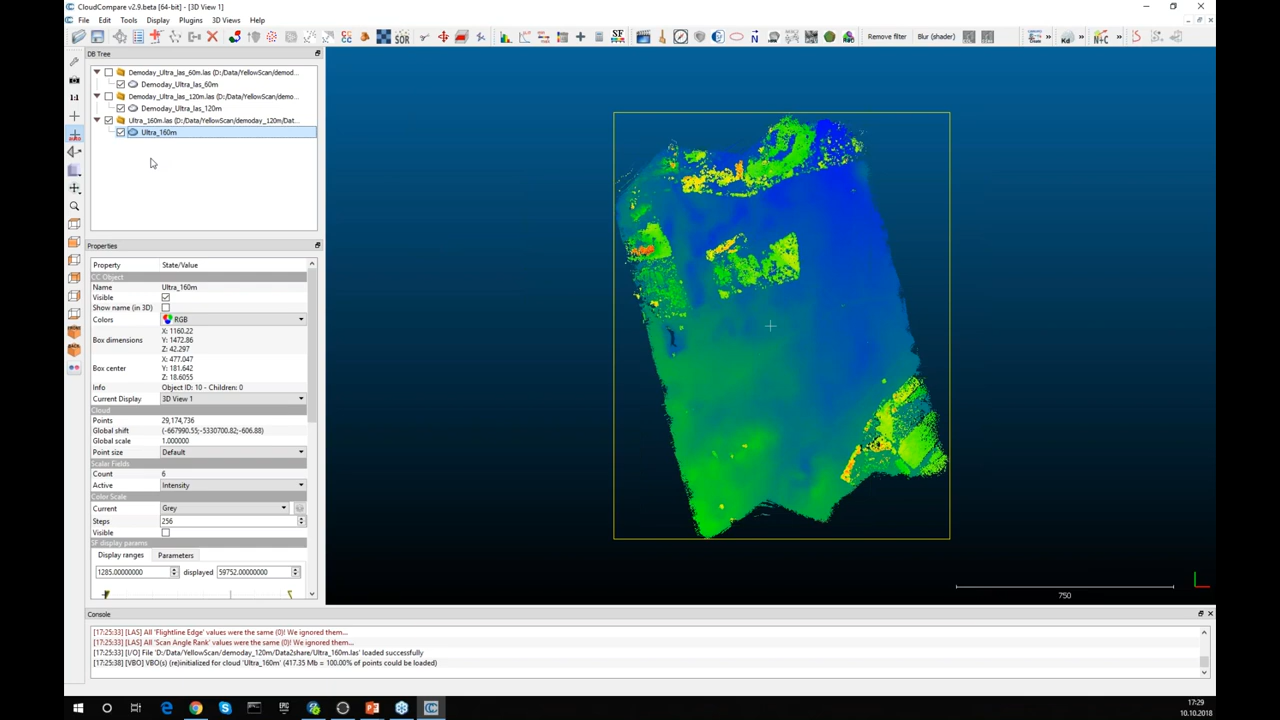 CloudCompare v2.9.beta [64-bit] - [3D View 1]
File Edit Tools Display Plugins 3D Views Help
1:1
CC
SOR
SF
N
Remove filter
Blur (shader)
Kd
N+C
DB Tree
Demoday_Ultra_las_60m.las (D:/Data/YellowScan/demod...
Demoday_Ultra_las_60m
Demoday_Ultra_las_120m.las (D:/Data/YellowScan/demo...
Demoday_Ultra_las_120m
Ultra_160m.las (D:/Data/YellowScan/demoday_120m/Dat...
Ultra_160m
Properties
Property State/Value
CC Object
Name Ultra_160m
Visible
Show name (in 3D)
Colors RGB
Box dimensions
X: 1160.22
Y: 1472.86
Z: 42.297
Box center
X: 477.047
Y: 181.642
Z: 18.6055
Info Object ID: 10 - Children: 0
Current Display 3D View 1
Cloud
Points 29,174,736
Global shift (-667990.55;-5330700.82;-606.88)
Global scale 1.000000
Point size Default
Scalar Fields
Count 6
Active Intensity
Color Scale
Current Grey
Steps 256
Visible
SF display params
Display ranges Parameters
1285.00000000 displayed 59752.00000000
FRONT
BACK
750
Console
[17:25:33] [LAS] All 'Flightline Edge' values were the same (0)! We ignored them...
[17:25:33] [LAS] All 'Scan Angle Rank' values were the same (0)! We ignored them...
[17:25:33] [I/O] File 'D:/Data/YellowScan/demoday_120m/Data2share/Ultra_160m.las' loaded successfully
[17:25:38] [VBO] VBO(s) (re)initialized for cloud 'Ultra_160m' (417.35 Mb = 100.00% of points could be loaded)
EPIC
17:29
10.10.2018